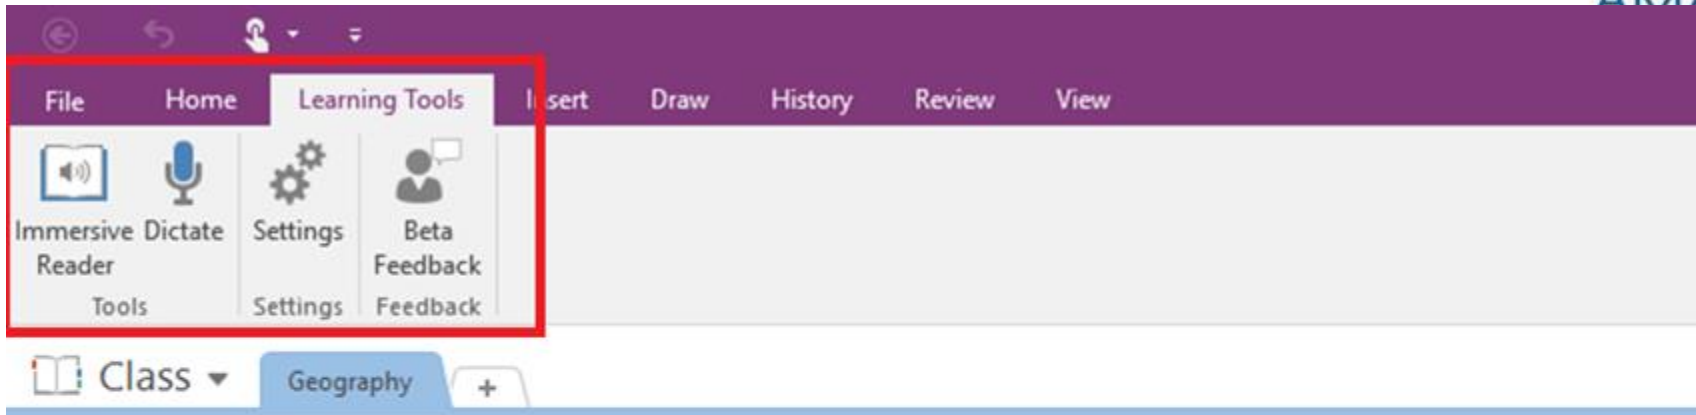 File Home Learning Tools Insert Draw History Review View
Immersive Dictate Settings Beta
Reader Feedback
Tools Settings Feedback
Class Geography +